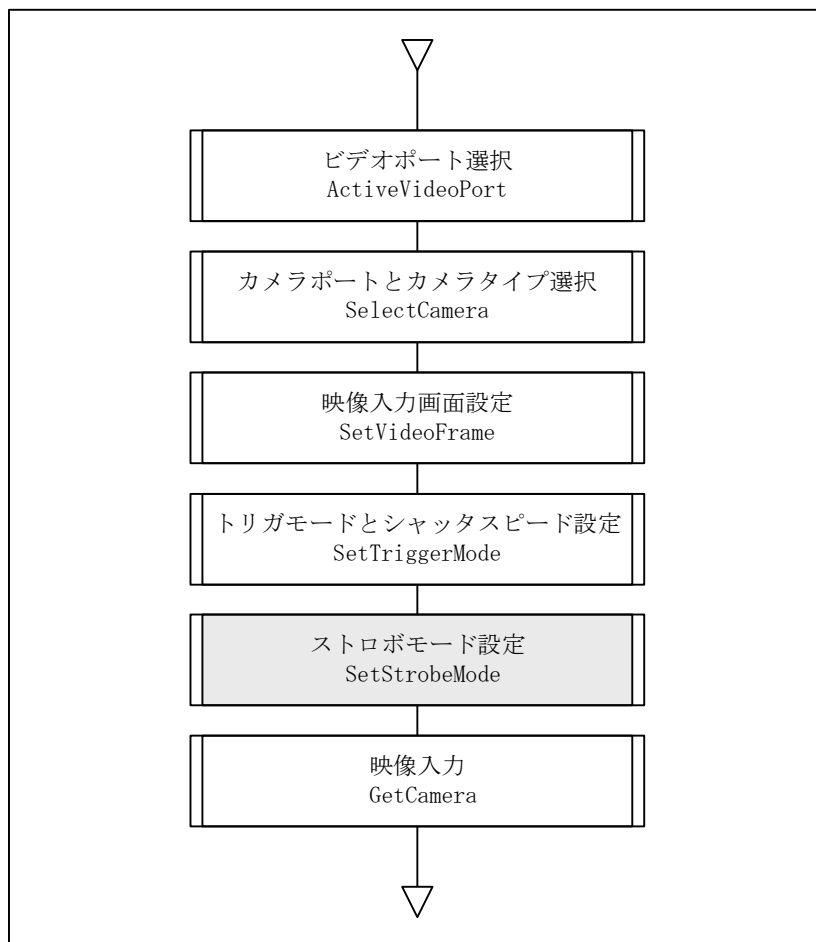 ビデオポート選択
ActiveVideoPort
カメラポートとカメラタイプ選択
SelectCamera
映像入力画面設定
SetVideoFrame
トリガモードとシャッタスピード設定
SetTriggerMode
ストロボモード設定
SetStrobeMode
映像入力
GetCamera